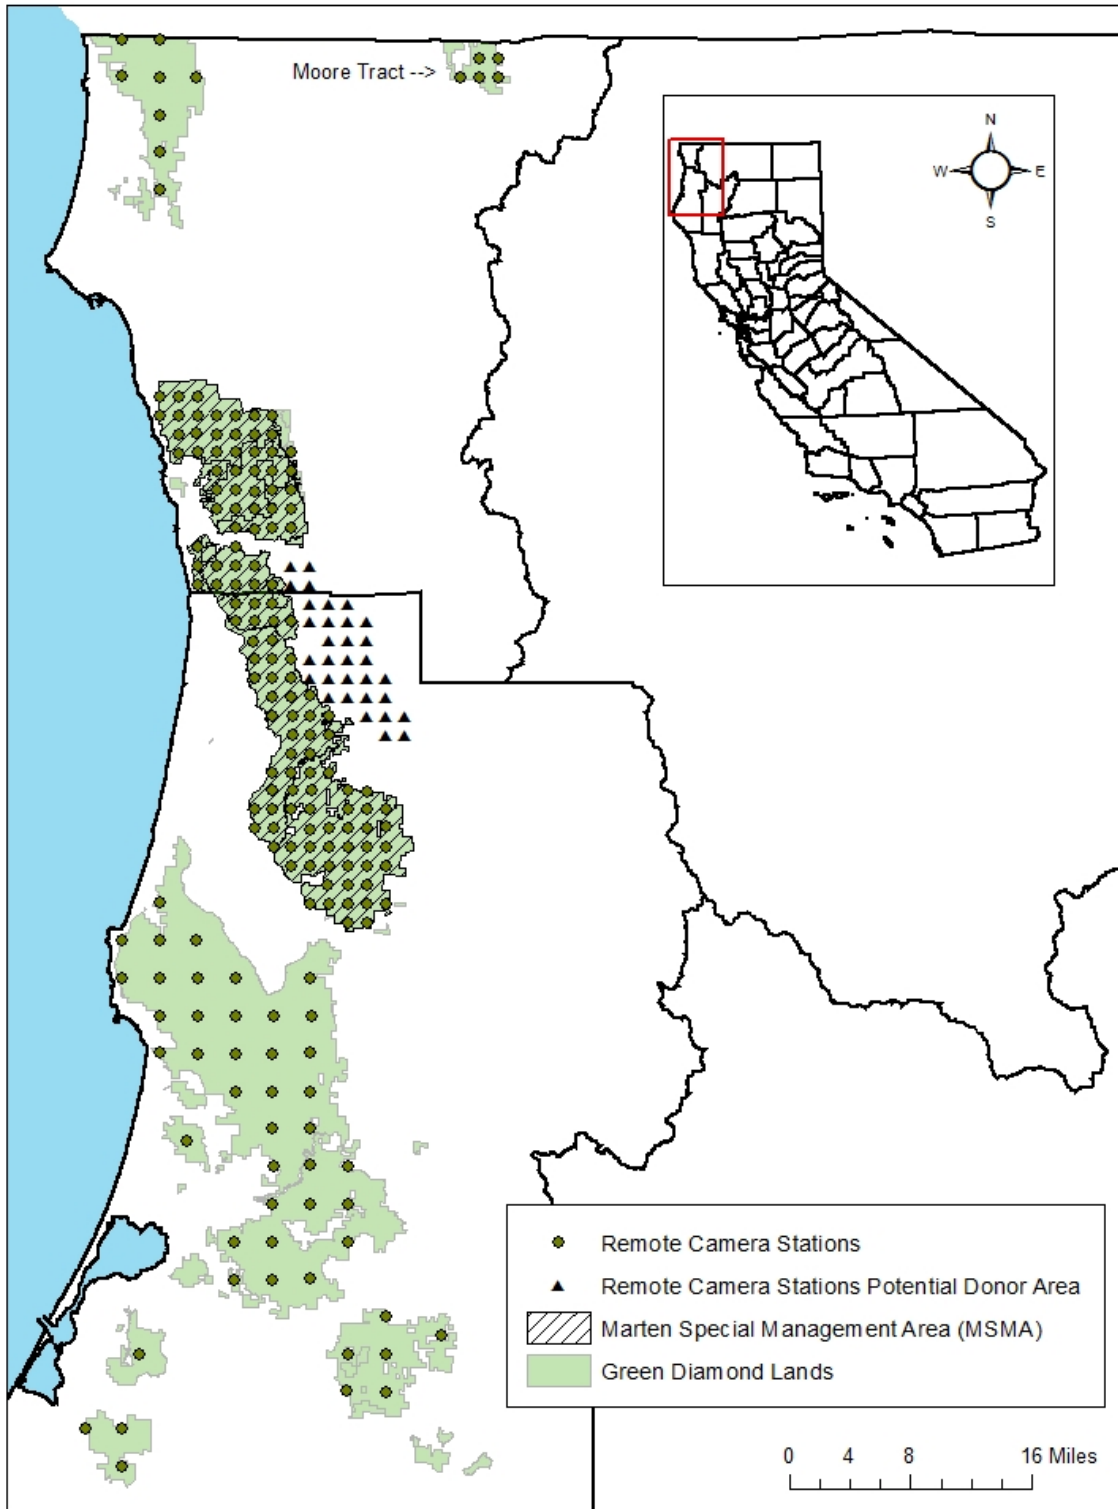 Moore Tract -->
N
W E
S
Remote Camera Stations
Remote Camera Stations Potential Donor Area
Marten Special Management Area (MSMA)
Green Diamond Lands
0 4 8 16 Miles